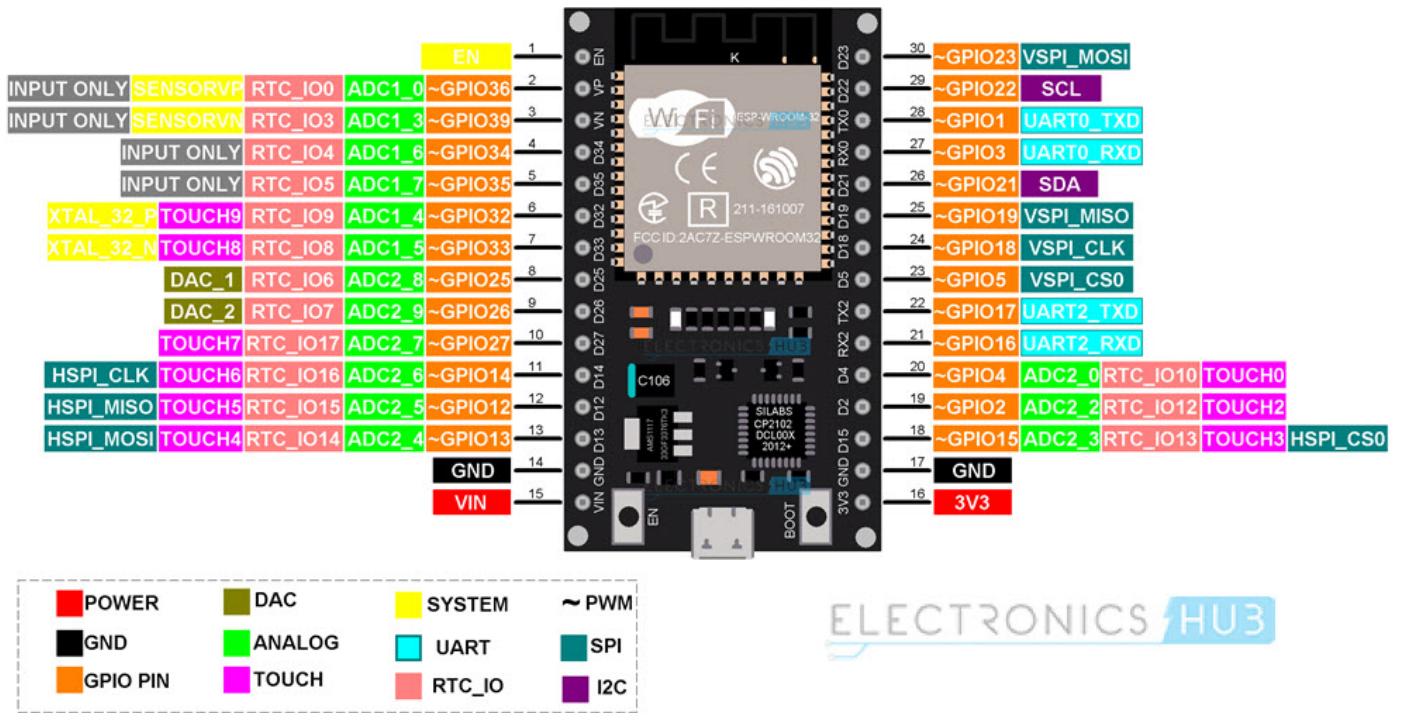 EN 1 EN D23 30 ~GPIO23 VSPI_MOSI
INPUT ONLY SENSORVP RTC_IO0 ADC1_0 ~GPIO36 2 VP D22 29 ~GPIO22 SCL
INPUT ONLY SENSORVN RTC_IO3 ADC1_3 ~GPIO39 3 VN TX0 28 ~GPIO1 UART0_TXD
INPUT ONLY RTC_IO4 ADC1_6 ~GPIO34 4 D34 RX0 27 ~GPIO3 UART0_RXD
INPUT ONLY RTC_IO5 ADC1_7 ~GPIO35 5 D35 D21 26 ~GPIO21 SDA
XTAL_32_P TOUCH9 RTC_IO9 ADC1_4 ~GPIO32 6 D32 D19 25 ~GPIO19 VSPI_MISO
XTAL_32_N TOUCH8 RTC_IO8 ADC1_5 ~GPIO33 7 D33 D18 24 ~GPIO18 VSPI_CLK
DAC_1 RTC_IO6 ADC2_8 ~GPIO25 8 D25 D5 23 ~GPIO5 VSPI_CS0
DAC_2 RTC_IO7 ADC2_9 ~GPIO26 9 D26 TX2 22 ~GPIO17 UART2_TXD
TOUCH7 RTC_IO17 ADC2_7 ~GPIO27 10 D27 RX2 21 ~GPIO16 UART2_RXD
HSPI_CLK TOUCH6 RTC_IO16 ADC2_6 ~GPIO14 11 D14 D4 20 ~GPIO4 ADC2_0 RTC_IO10 TOUCH0
HSPI_MISO TOUCH5 RTC_IO15 ADC2_5 ~GPIO12 12 D12 D2 19 ~GPIO2 ADC2_2 RTC_IO12 TOUCH2
HSPI_MOSI TOUCH4 RTC_IO14 ADC2_4 ~GPIO13 13 D13 D15 18 ~GPIO15 ADC2_3 RTC_IO13 TOUCH3 HSPI_CS0
GND 14 GND GND 17 GND
VIN 15 VIN 3V3 16 3V3
K
Wi Fi ESP-WROOM-32
ELECTRONICS HUB
CE
R 211-161007
FCC ID:2AC7Z-ESPWROOM32
ELECTRONICS HUB
C106
AMS1117
SILABS
CP2102
DCL00X
2012+
ELECTRONICS HUB
EN BOOT
POWER DAC SYSTEM ~ PWM
GND ANALOG UART SPI
GPIO PIN TOUCH RTC_IO I2C
ELECTRONICS HUB